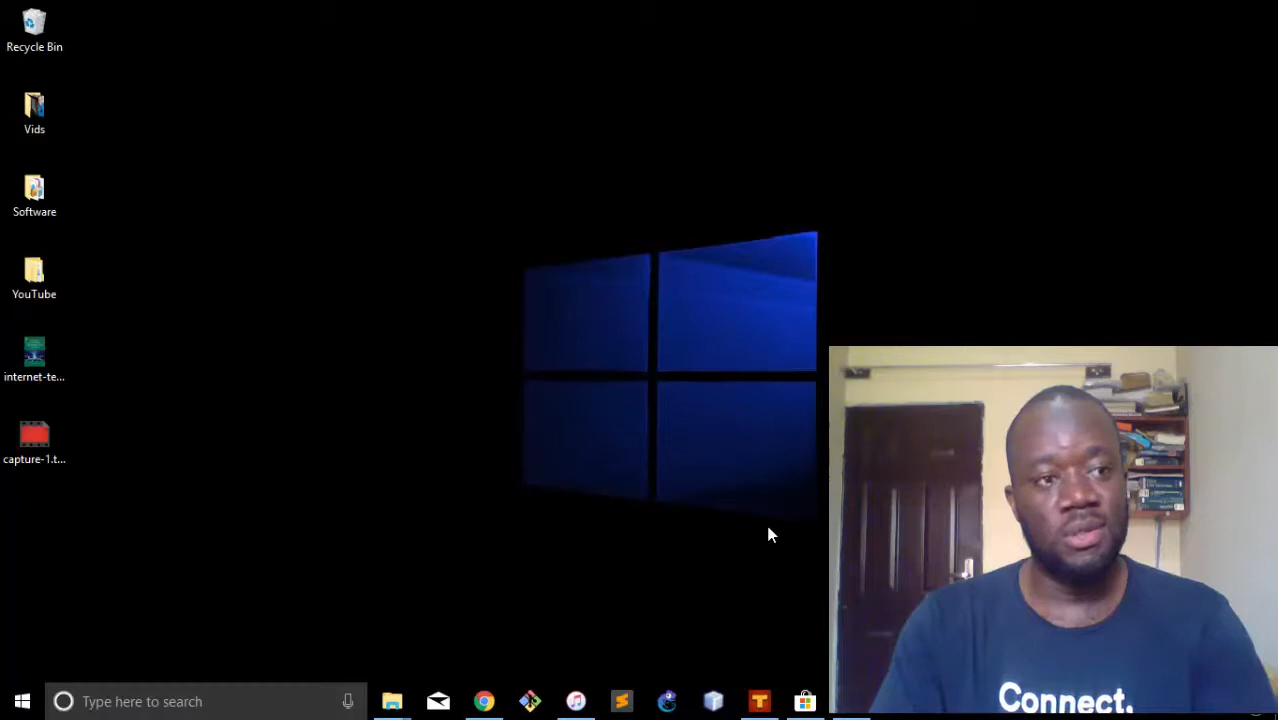 Recycle Bin
Vids
Software
YouTube
internet-te...
capture-1.t...
Type here to search
Connect.